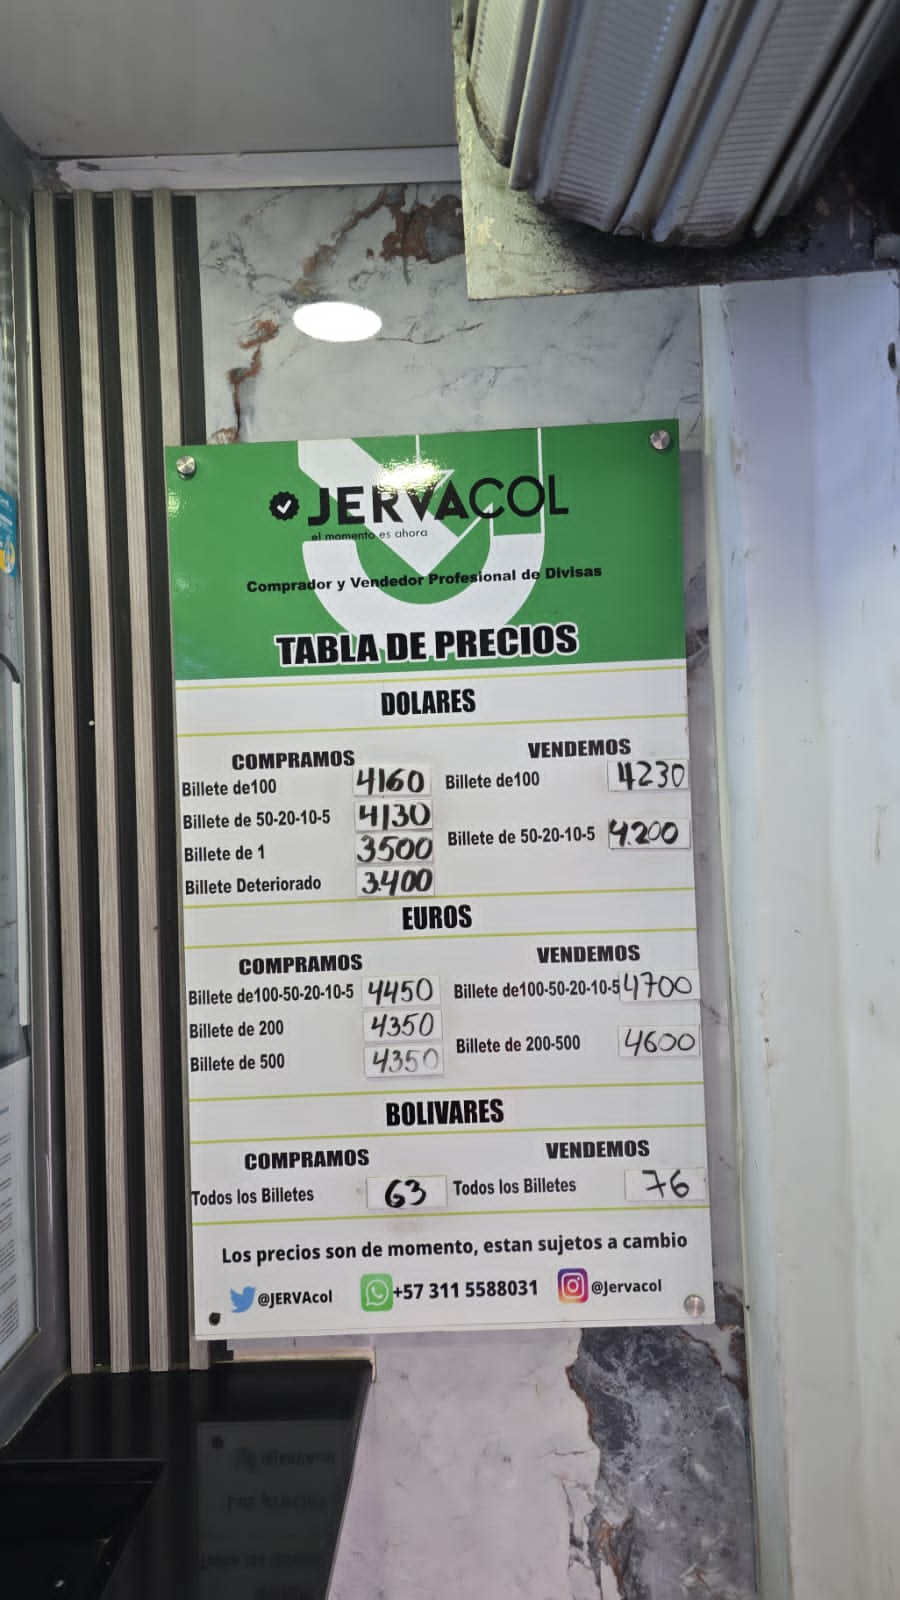 JERVACOL
el momento es ahora
Comprador y Vendedor Profesional de Divisas
TABLA DE PRECIOS
DOLARES
COMPRAMOS VENDEMOS
Billete de100 4160 Billete de100 4230
Billete de 50-20-10-5 4130 Billete de 50-20-10-5 4.200
Billete de 1 3500
Billete Deteriorado 3.400
EUROS
COMPRAMOS VENDEMOS
Billete de100-50-20-10-5 4450 Billete de100-50-20-10-5 4700
Billete de 200 4350 Billete de 200-500 4600
Billete de 500 4350
BOLIVARES
COMPRAMOS VENDEMOS
Todos los Billetes 63 Todos los Billetes 76
Los precios son de momento, estan sujetos a cambio
@JERVAcol +57 311 5588031 @Jervacol